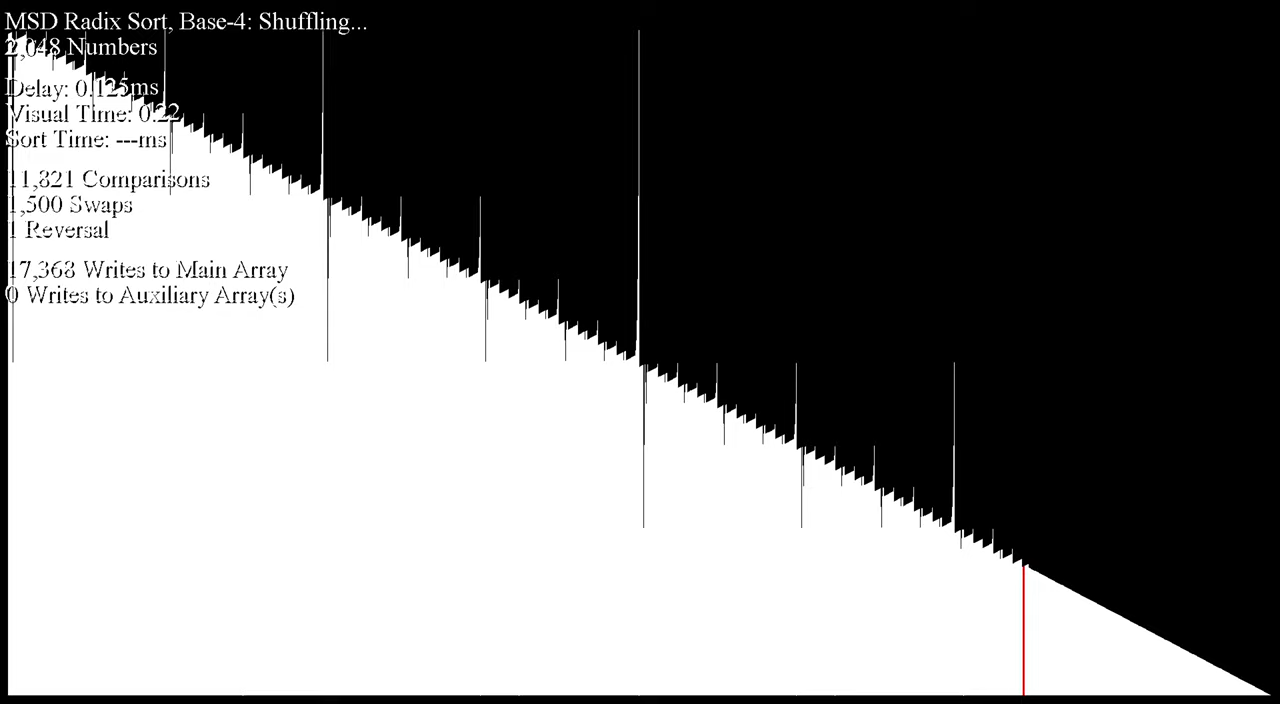 MSD Radix Sort, Base-4: Shuffling...
2,048 Numbers
Delay: 0.125ms
Visual Time: 0:22
Sort Time: ---ms
11,821 Comparisons
1,500 Swaps
1 Reversal
17,368 Writes to Main Array
0 Writes to Auxiliary Array(s)